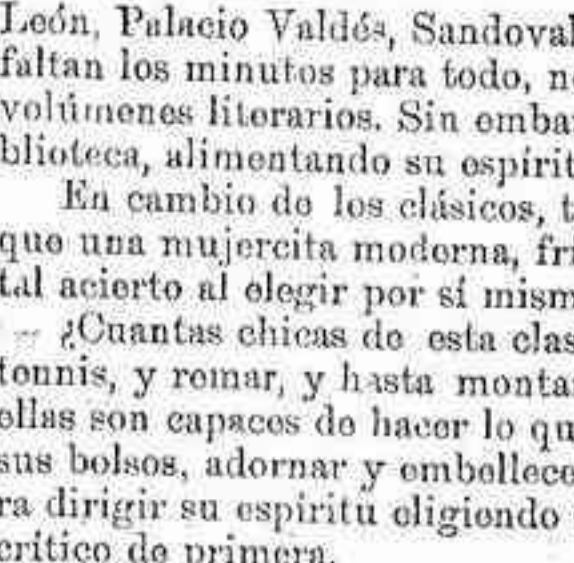 León, Palacio Valdés, Sandoval
faltan los minutos para todo, n
volúmenes literarios. Sin emba
blioteca, alimentando su espírit
En cambio de los clásicos, t
que una mujercita moderna, fri
tal acierto al elegir por sí mism
— ¿Cuantas chicas de esta clas
tennis, y remar, y hasta monta
ellas son capaces de hacer lo qu
sus bolsos, adornar y embellece
ra dirigir su espíritu eligiendo
crítico de primera.